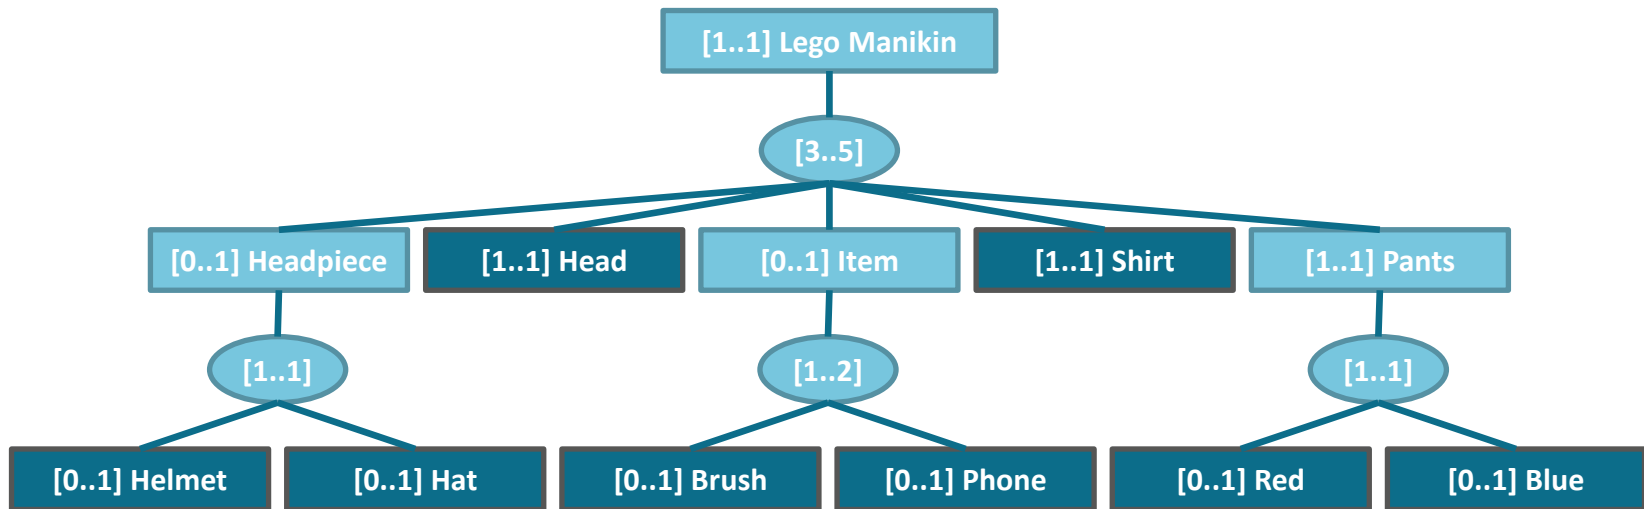 [1..1] Lego Manikin
[3..5]
[0..1] Headpiece
[1..1] Head
[0..1] Item
[1..1] Shirt
[1..1] Pants
[1..1]
[1..2]
[1..1]
[0..1] Helmet
[0..1] Hat
[0..1] Brush
[0..1] Phone
[0..1] Red
[0..1] Blue